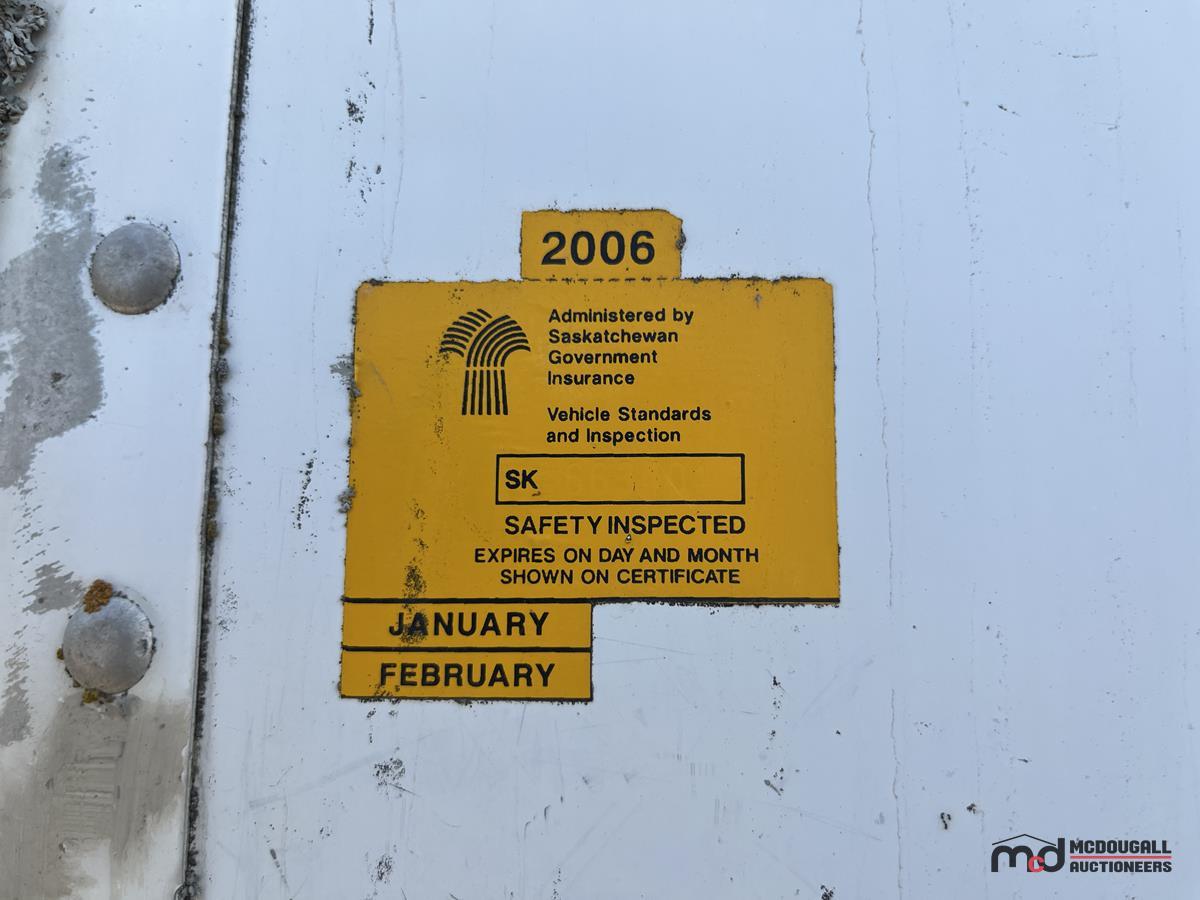 2006
Administered by
Saskatchewan
Government
Insurance
Vehicle Standards
and Inspection
SK
SAFETY INSPECTED
EXPIRES ON DAY AND MONTH
SHOWN ON CERTIFICATE
JANUARY
FEBRUARY
mcd MCDOUGALL
AUCTIONEERS